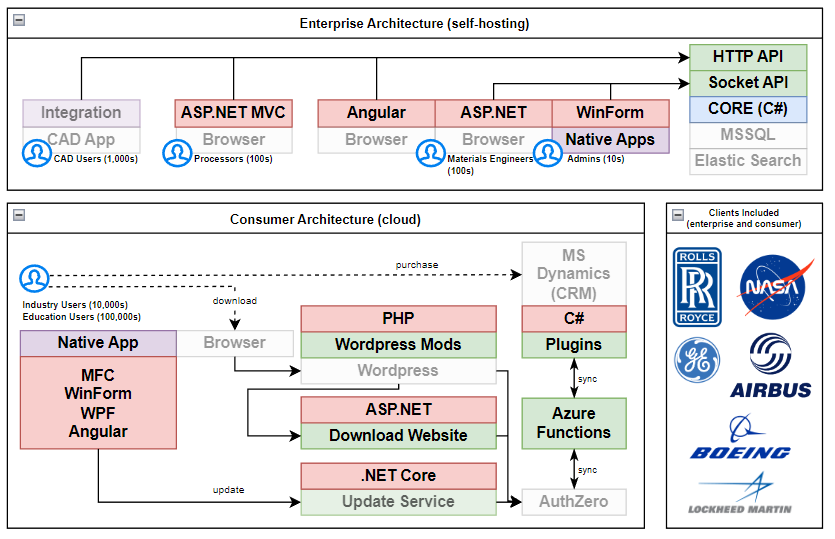 Enterprise Architecture (self-hosting)
HTTP API
Socket API
CORE (C#)
MSSQL
Elastic Search
Integration
CAD App
CAD Users (1,000s)
ASP.NET MVC
Browser
Processors (100s)
Angular
Browser
ASP.NET
Browser
Materials Engineers
(100s)
WinForm
Native Apps
Admins (10s)
Consumer Architecture (cloud)
Industry Users (10,000s)
Education Users (100,000s)
purchase
download
MS
Dynamics
(CRM)
Native App
MFC
WinForm
WPF
Angular
Browser
PHP
Wordpress Mods
Wordpress
C#
Plugins
sync
ASP.NET
Download Website
Azure
Functions
sync
update
.NET Core
Update Service
AuthZero
Clients Included
(enterprise and consumer)
ROLLS
RR
ROYCE
NASA
GE
AIRBUS
BOEING
LOCKHEED MARTIN